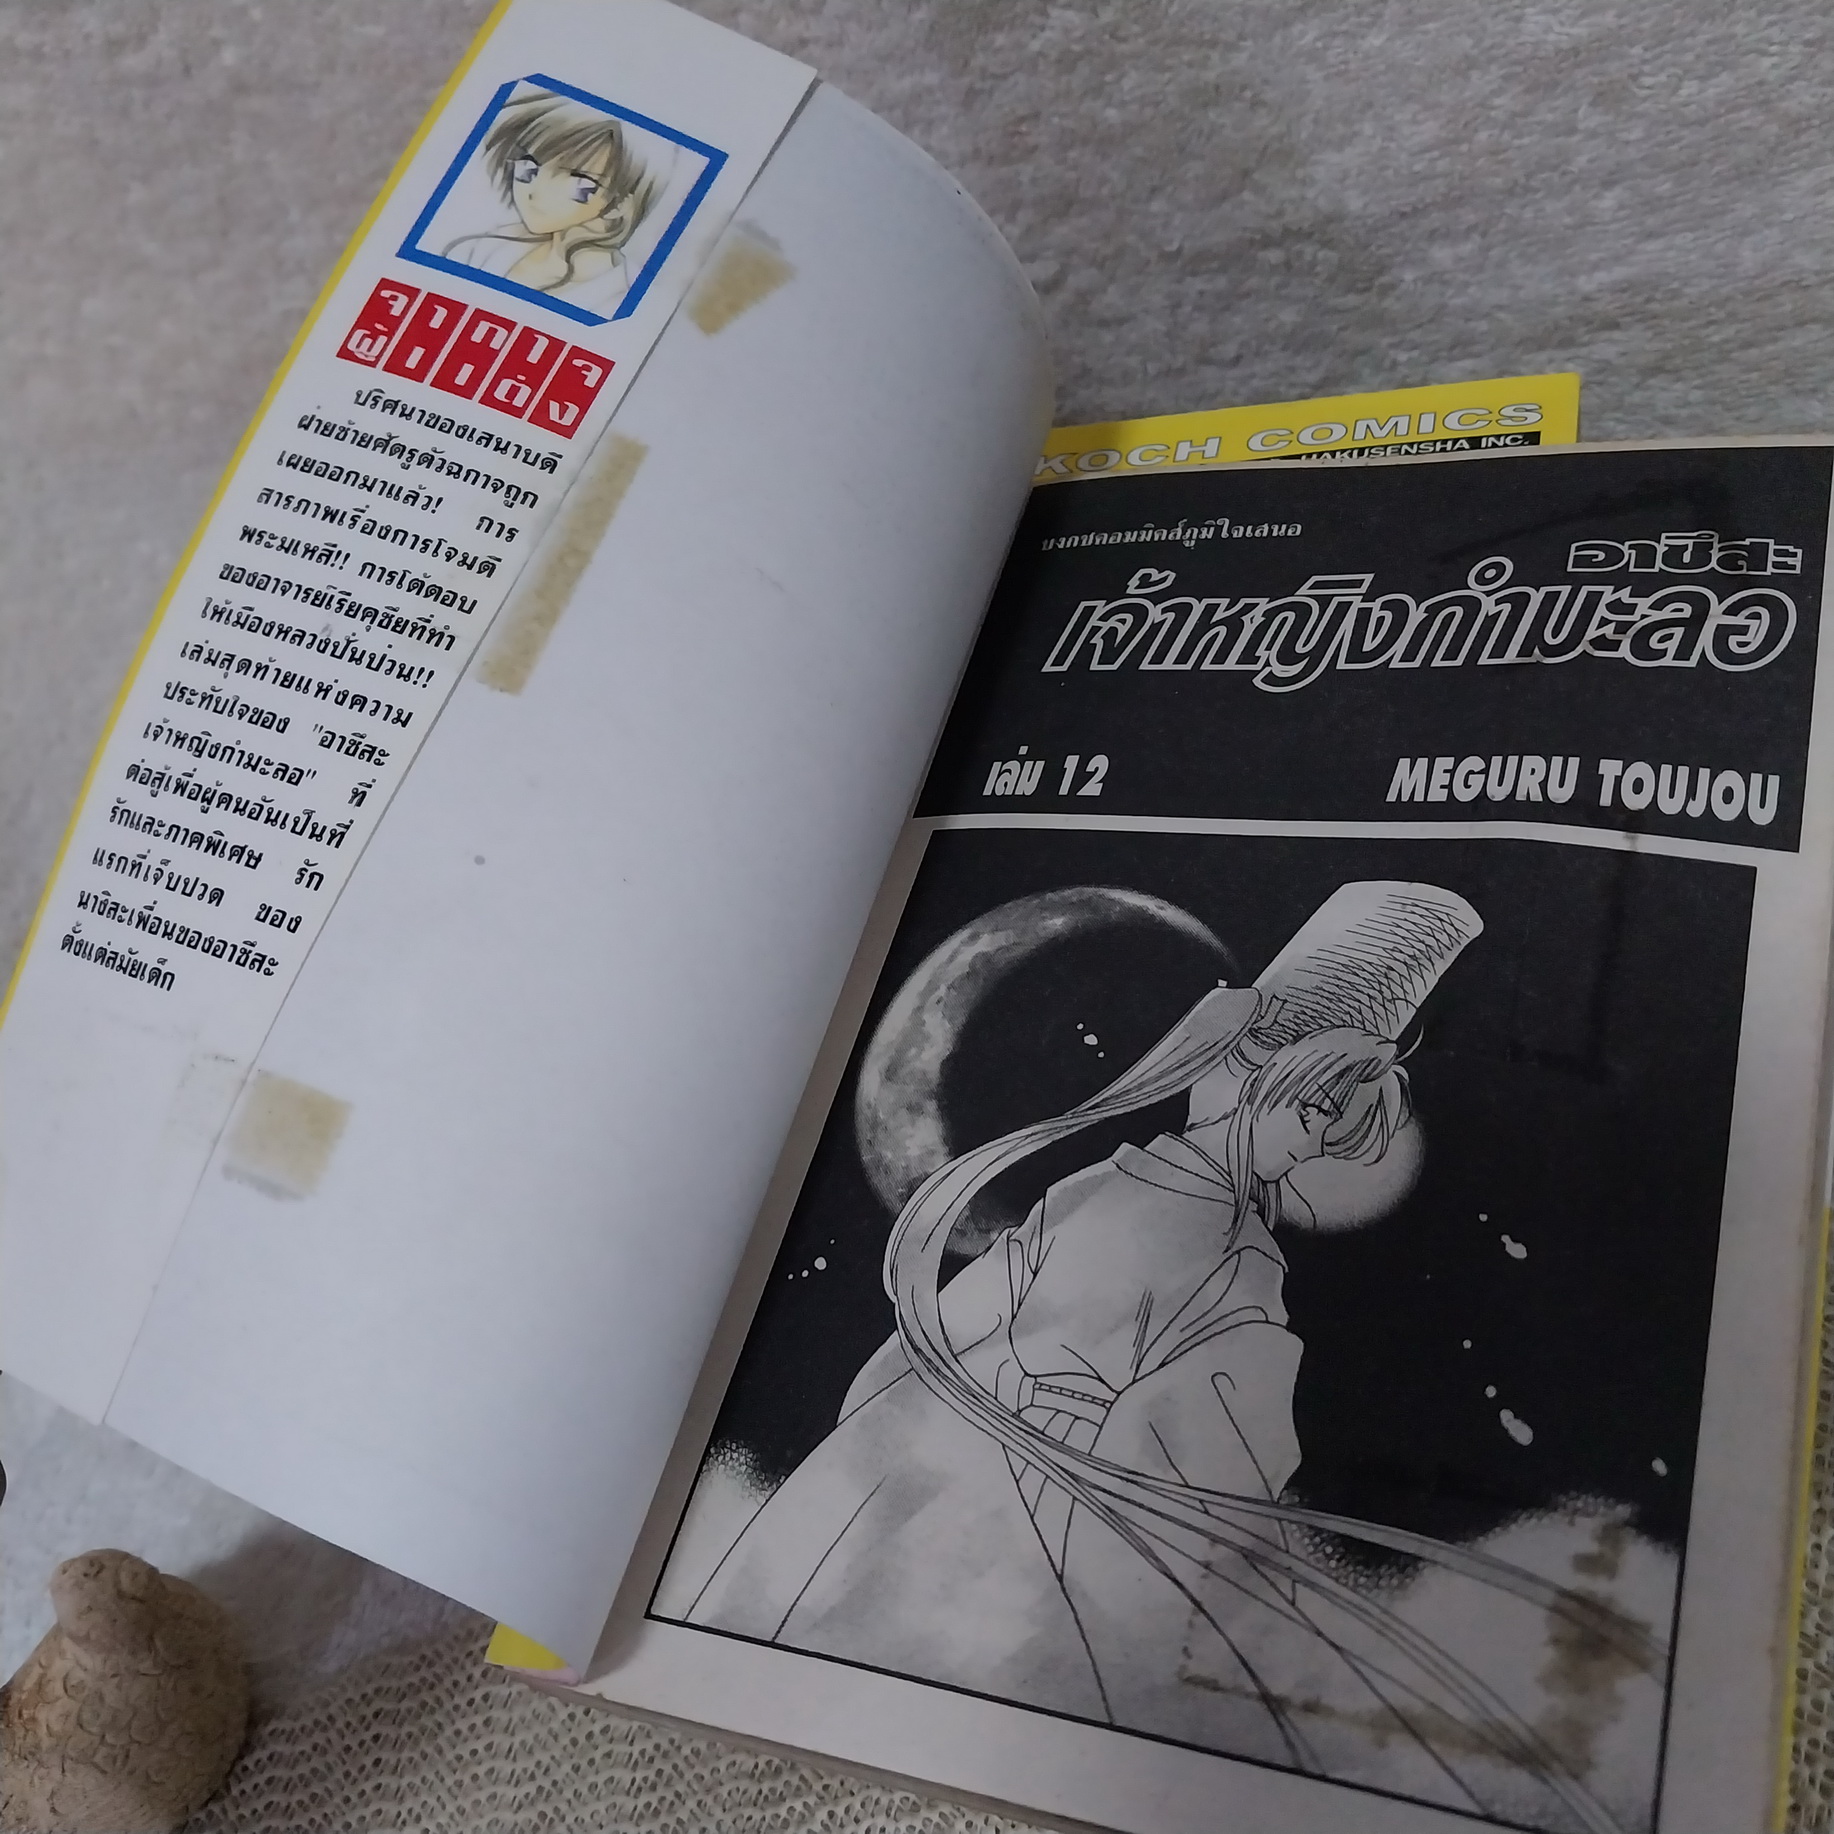 จากใจ
ผู้แต่ง
ปริศนาของเสนาบดี
ฝ่ายซ้ายศัตรูตัวฉกาจถูก
เผยออกมาแล้ว! การ
สารภาพเรื่องการโจมตี
พระมเหสี!! การโต้ตอบ
ของอาจารย์เรียคุซียที่ทำ
ให้เมืองหลวงปั่นป่วน!!
เล่มสุดท้ายแห่งความ
ประทับใจของ "อาซึสะ
เจ้าหญิงกำมะลอ" ที่
ต่อสู้เพื่อผู้คนอันเป็นที่
รักและภาคพิเศษ รัก
แรกที่เจ็บปวด ของ
นางิสะเพื่อนของอาซึสะ
ตั้งแต่สมัยเด็ก
KOCH COMICS
HAKUSENSHA INC.
บงกชคอมมิคส์ภูมิใจเสนอ
อาซึสะ
เจ้าหญิงกำมะลอ
เล่ม 12 MEGURU TOUJOU